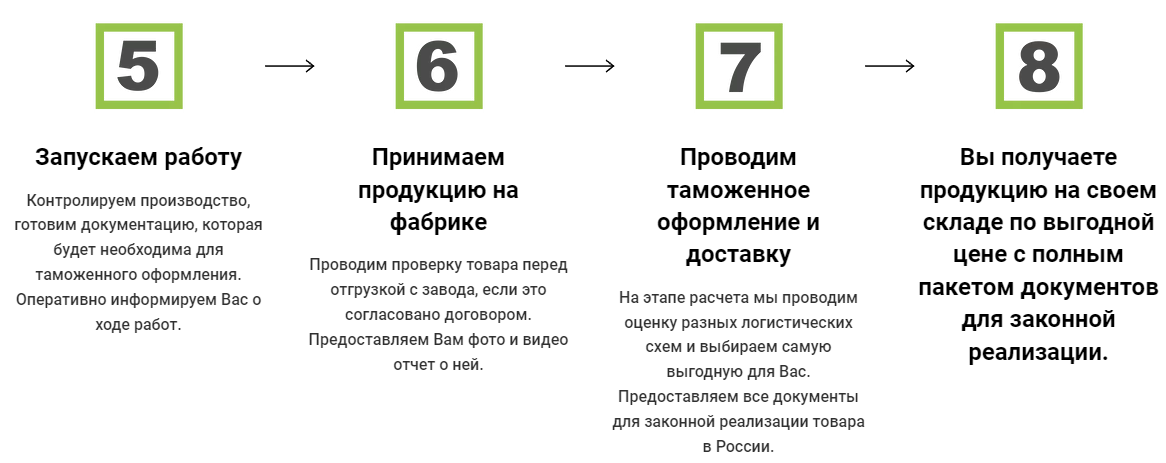 5
Запускаем работу
Контролируем производство,
готовим документацию, которая
будет необходима для
таможенного оформления.
Оперативно информируем Вас о
ходе работ.
6
Принимаем
продукцию на
фабрике
Проводим проверку товара перед
отгрузкой с завода, если это
согласовано договором.
Предоставляем Вам фото и видео
отчет о ней.
7
Проводим
таможенное
оформление и
доставку
На этапе расчета мы проводим
оценку разных логистических
схем и выбираем самую
выгодную для Вас.
Предоставляем все документы
для законной реализации товара
в России.
8
Вы получаете
продукцию на своем
складе по выгодной
цене с полным
пакетом документов
для законной
реализации.